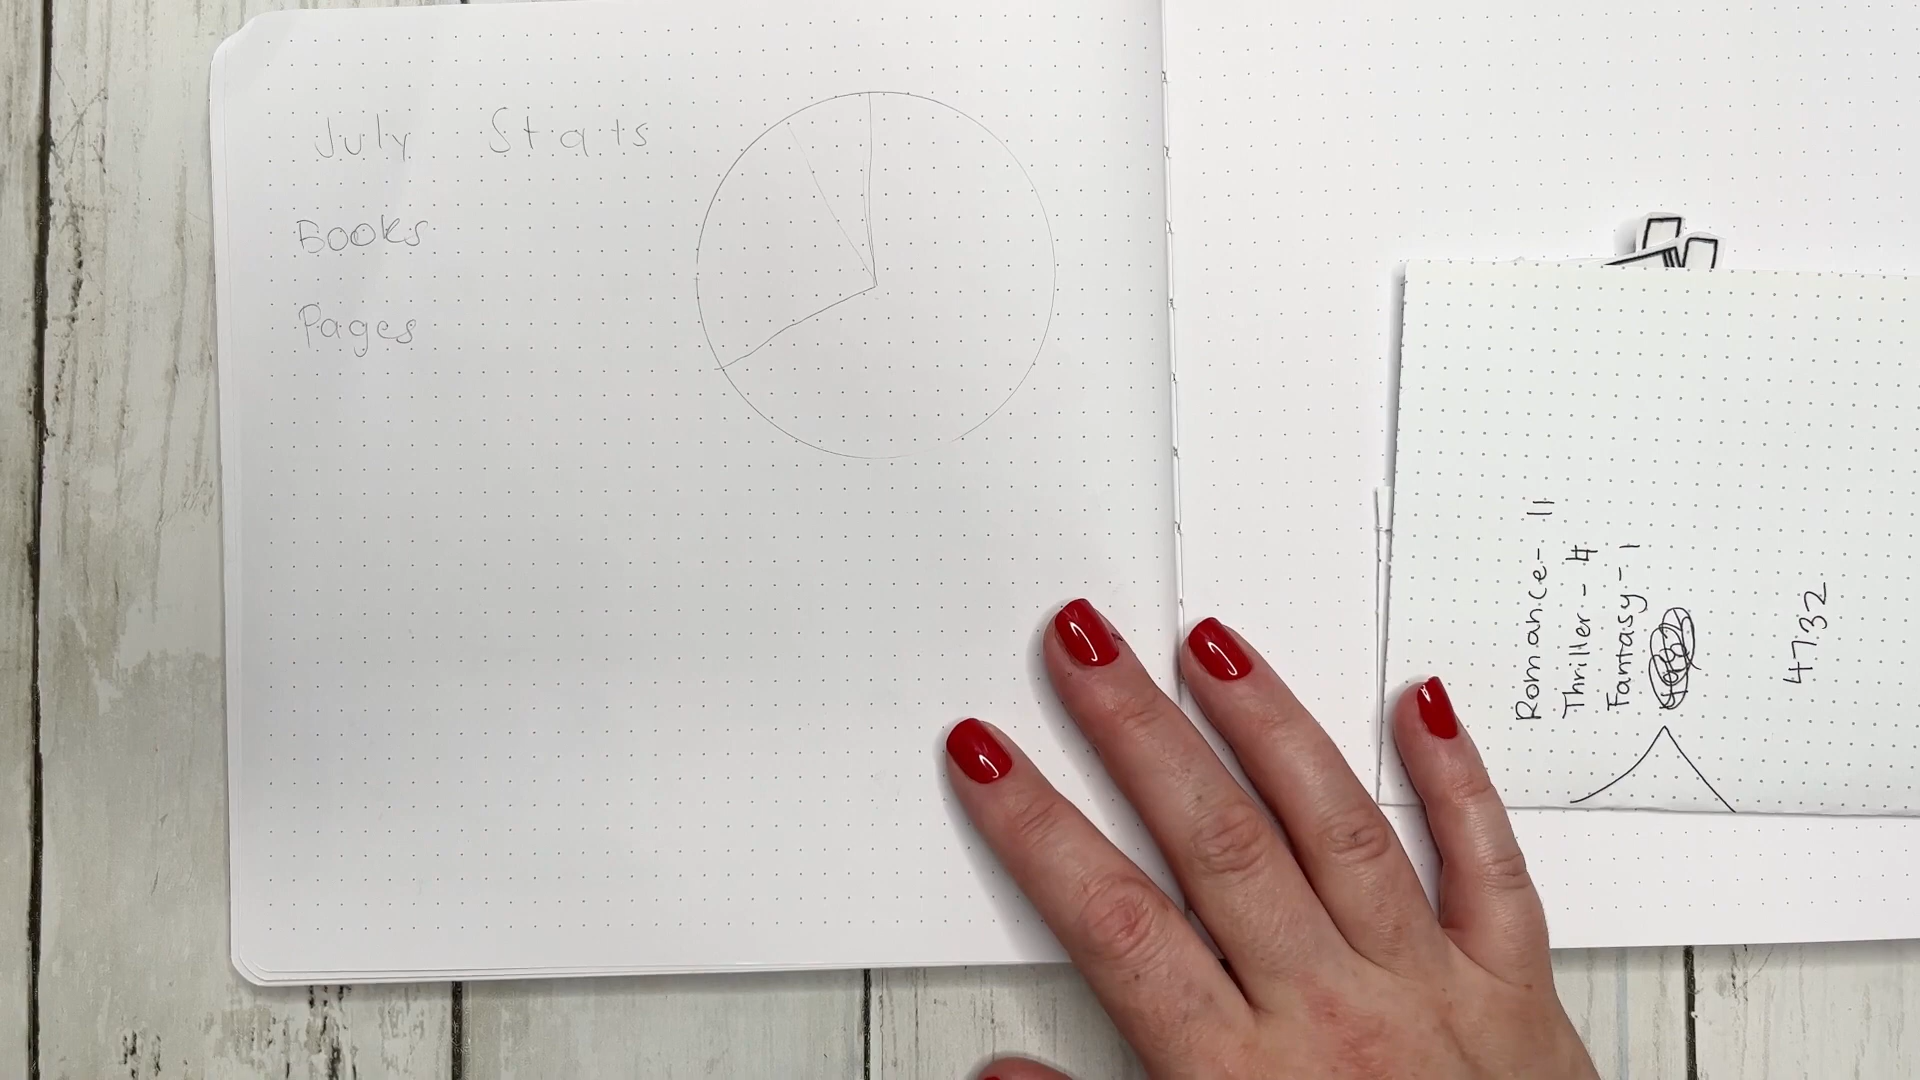 July Stats
Books
Pages
Romance - 11
Thriller - 4
Fantasy - 1
4732